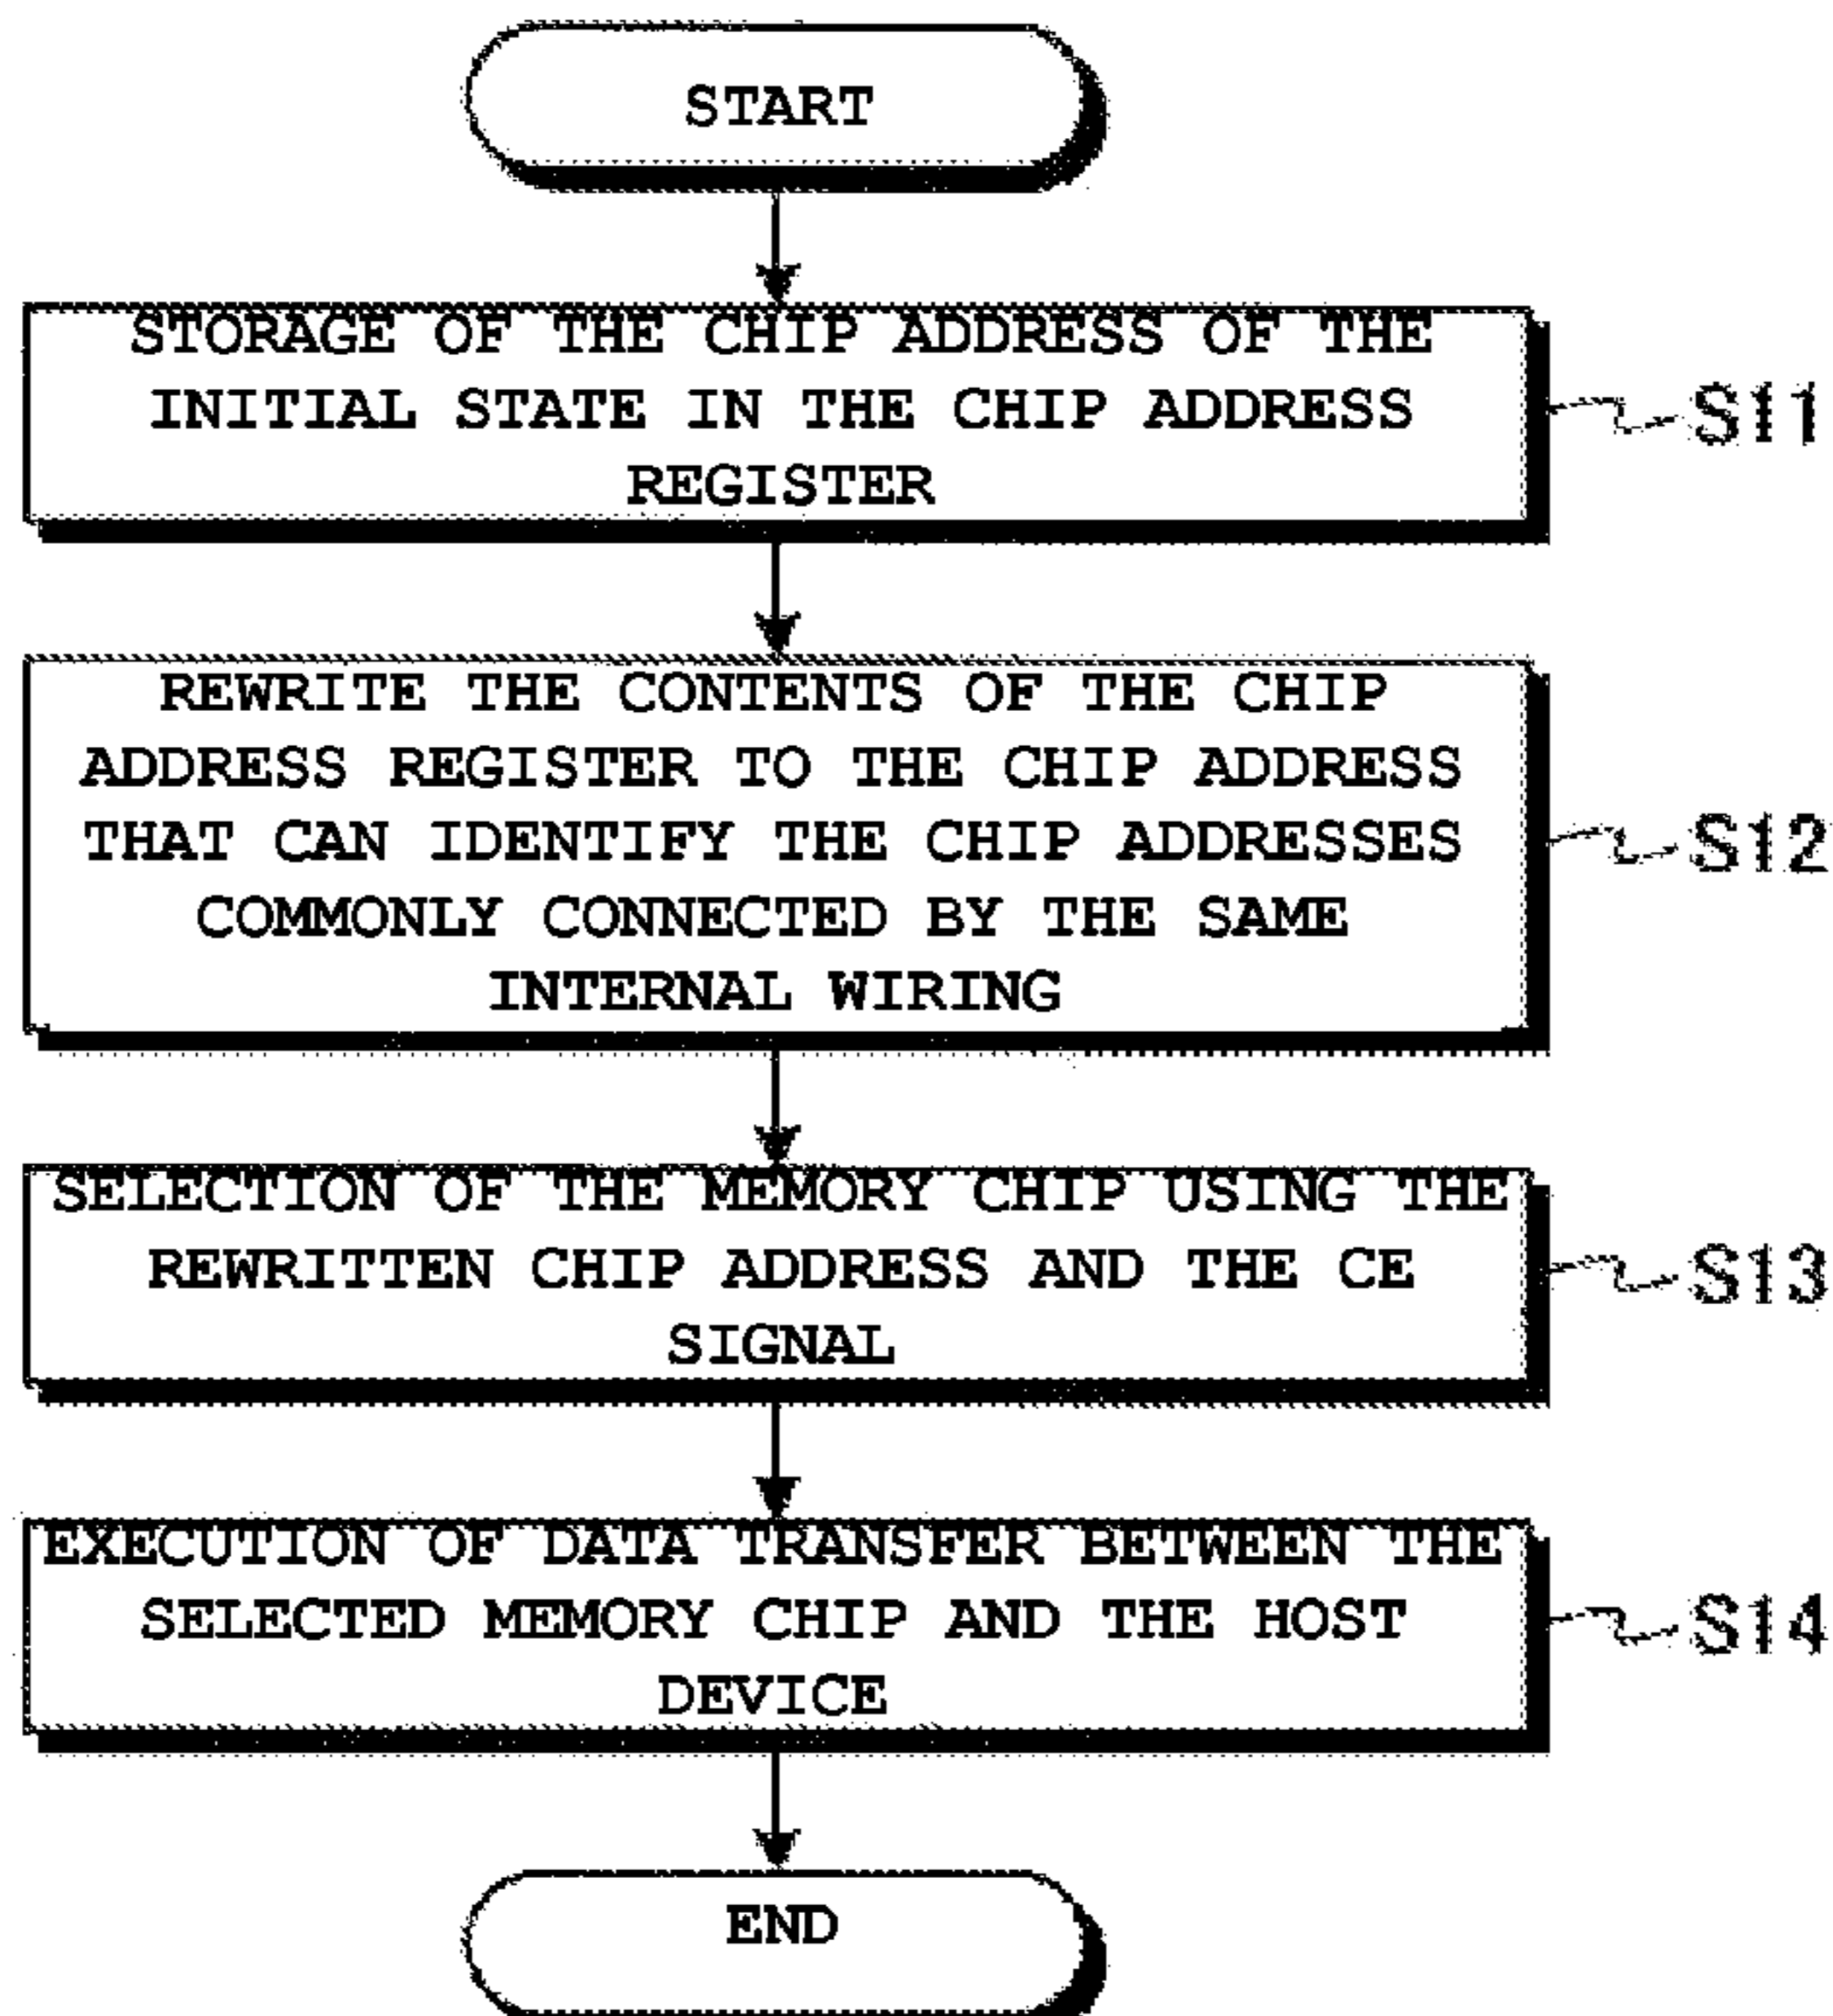 START
STORAGE OF THE CHIP ADDRESS OF THE
INITIAL STATE IN THE CHIP ADDRESS
REGISTER
S11
REWRITE THE CONTENTS OF THE CHIP
ADDRESS REGISTER TO THE CHIP ADDRESS
THAT CAN IDENTIFY THE CHIP ADDRESSES
COMMONLY CONNECTED BY THE SAME
INTERNAL WIRING
S12
SELECTION OF THE MEMORY CHIP USING THE
REWRITTEN CHIP ADDRESS AND THE CE
SIGNAL
S13
EXECUTION OF DATA TRANSFER BETWEEN THE
SELECTED MEMORY CHIP AND THE HOST
DEVICE
S14
END